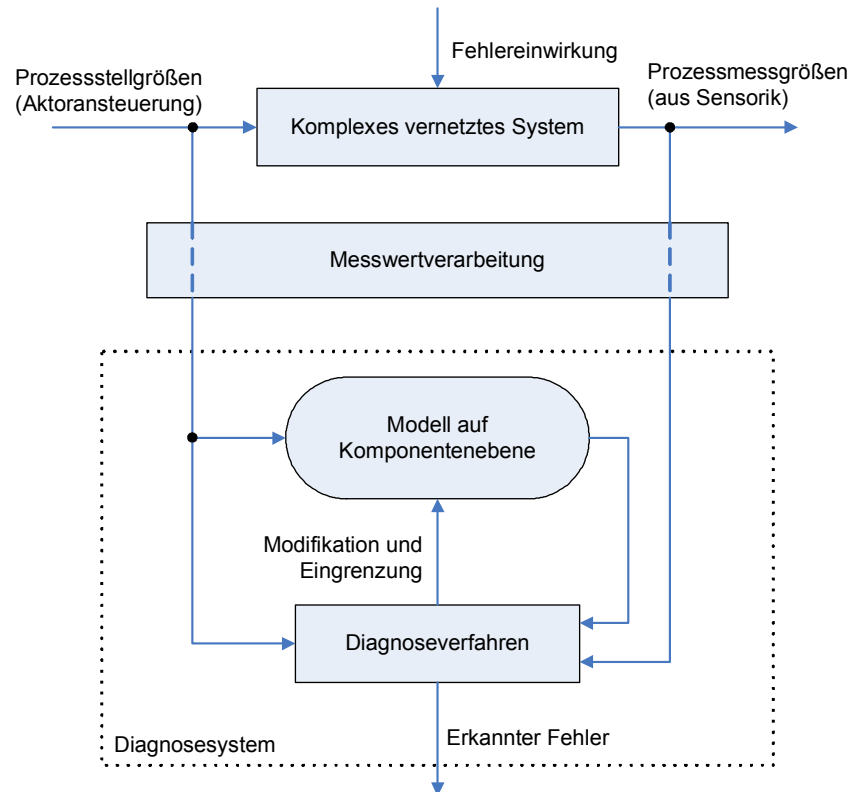 Fehlereinwirkung
Prozessstellgrößen
(Aktoransteuerung)
Prozessmessgrößen
(aus Sensorik)
Komplexes vernetztes System
Messwertverarbeitung
Modell auf
Komponentenebene
Modifikation und
Eingrenzung
Diagnoseverfahren
Diagnosesystem
Erkannter Fehler